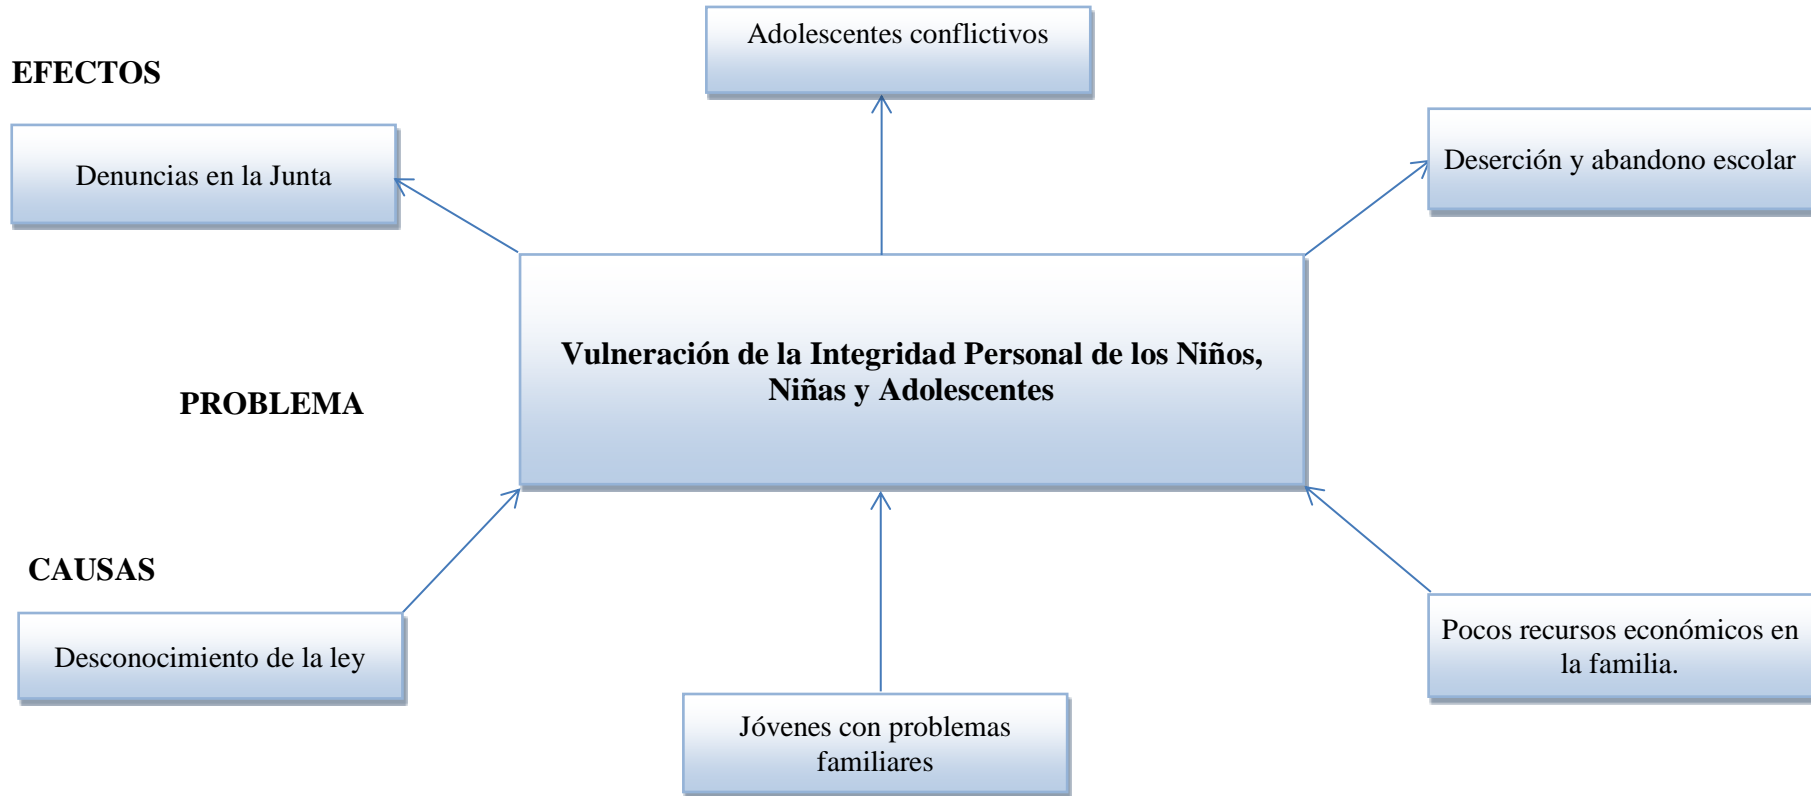 Adolescentes conflictivos
EFECTOS
Denuncias en la Junta
Deserción y abandono escolar
Vulneración de la Integridad Personal de los Niños,
Niñas y Adolescentes
PROBLEMA
CAUSAS
Desconocimiento de la ley
Jóvenes con problemas
familiares
Pocos recursos económicos en
la familia.